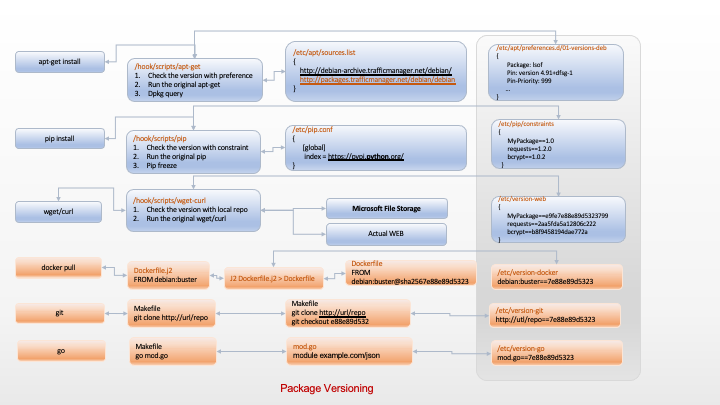 apt-get install
/hook/scripts/apt-get
1. Check the version with preference
2. Run the original apt-get
3. Dpkg query
/etc/apt/sources.list
{
http://debian-archive.trafficmanager.net/debian/
http://packages.trafficmanager.net/debian/debian
}
/etc/apt/preferences.d/01-versions-deb
{
Package: lsof
Pin: version 4.91+dfsg-1
Pin-Priority: 999
...
}
pip install
/hook/scripts/pip
1. Check the version with constraint
2. Run the original pip
3. Pip freeze
/etc/pip.conf
{
[global]
index = https://pypi.python.org/
}
/etc/pip/constraints
{
MyPackage==1.0
requests==1.2.0
bcrypt==1.0.2
}
wget/curl
/hook/scripts/wget-curl
1. Check the version with local repo
2. Run the original wget/curl
Microsoft File Storage
Actual WEB
/etc/version-web
{
MyPackage==e9fe7e88e89d5323799
requests==2aa5fda5a12806c222
bcrypt==b8f9458194dae772a
}
docker pull
Dockerfile.j2
FROM debian:buster
J2 Dockerfile.j2 > Dockerfile
Dockerfile
FROM
debian:buster@sha2567e88e89d5323
/etc/version-docker
debian:buster==7e88e89d5323
git
Makefile
git clone http://url/repo
Makefile
git clone http://url/repo
git checkout e88e89d532
/etc/version-git
http://utl/repo==7e88e89d5323
go
Makefile
go mod.go
mod.go
module example.com/json
/etc/version-go
mod.go==7e88e89d5323
Package Versioning